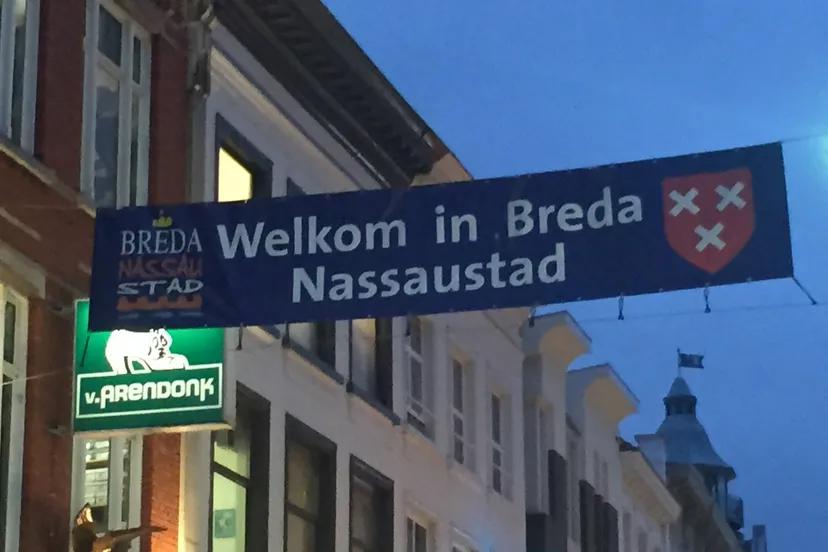 BREDA
NASSAU
STAD
Welkom in Breda
Nassaustad
v.ARENDONK